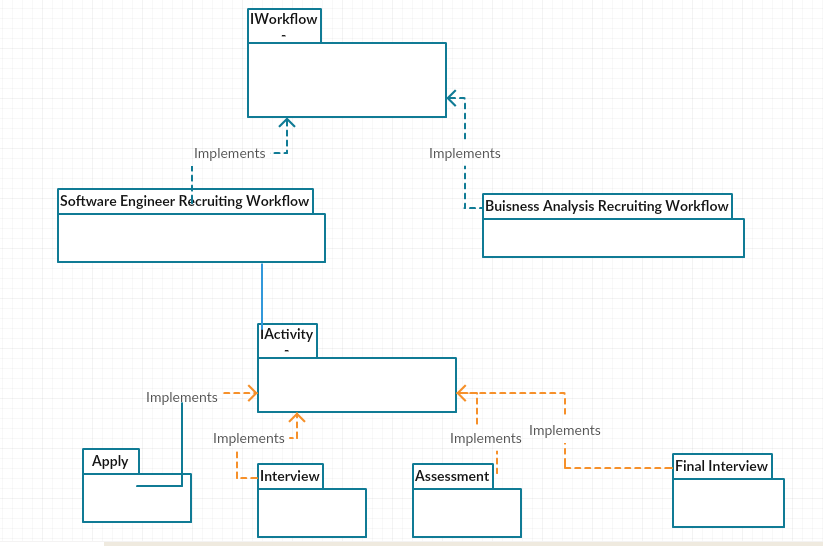 IWorkflow
-
Implements
Implements
Software Engineer Recruiting Workflow
Buisness Analysis Recruiting Workflow
IActivity
-
Implements
Implements
Implements
Implements
Apply
Interview
Assessment
Final Interview